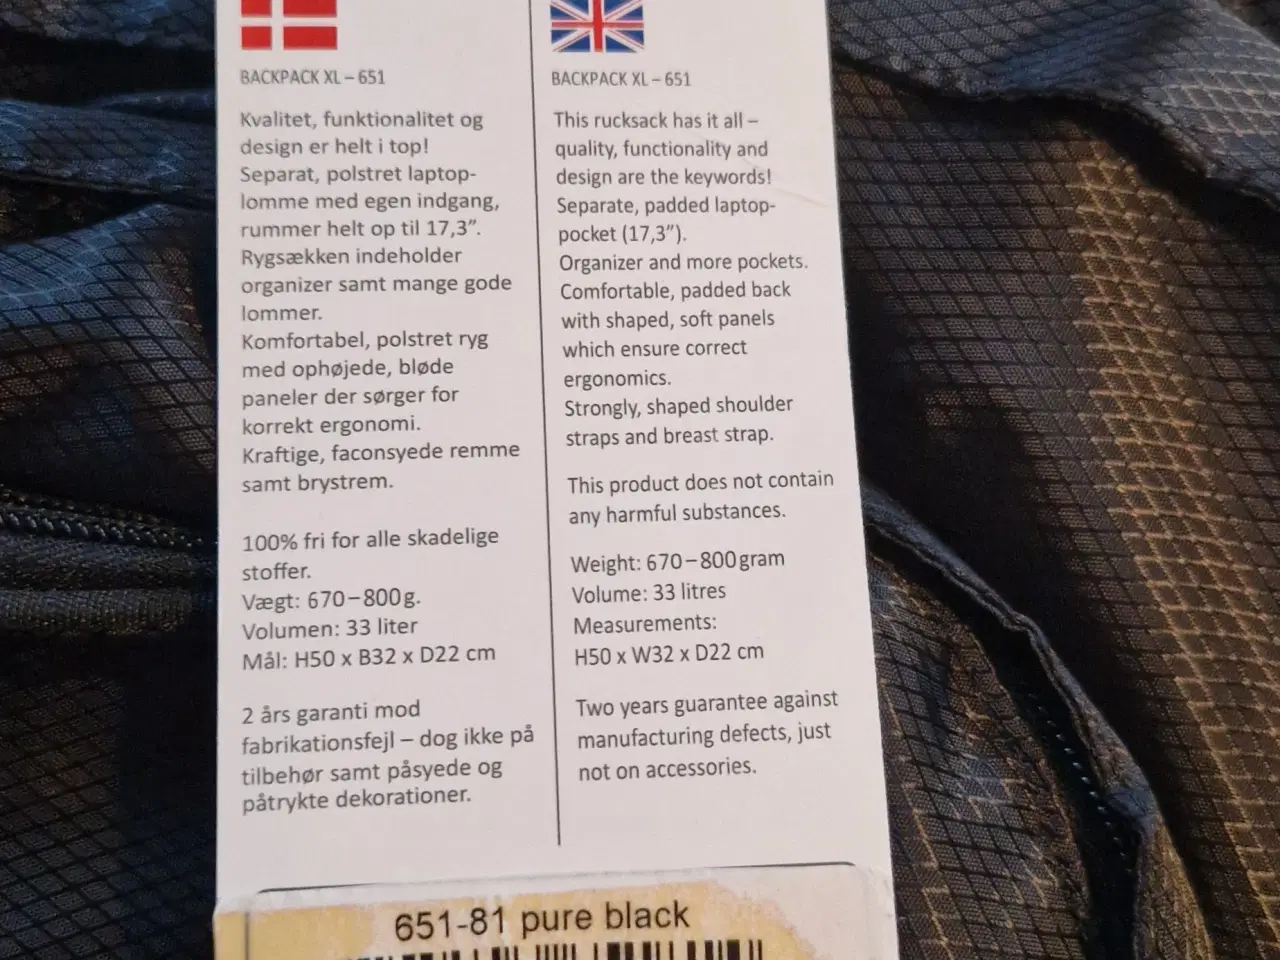 BACKPACK XL – 651
Kvalitet, funktionalitet og
design er helt i top!
Separat, polstret laptop-
lomme med egen indgang,
rummer helt op til 17,3”.
Rygsækken indeholder
organizer samt mange gode
lommer.
Komfortabel, polstret ryg
med ophøjede, bløde
paneler der sørger for
korrekt ergonomi.
Kraftige, faconsyede remme
samt brystrem.
100% fri for alle skadelige
stoffer.
Vægt: 670–800g.
Volumen: 33 liter
Mål: H50 x B32 x D22 cm
2 års garanti mod
fabrikationsfejl – dog ikke på
tilbehør samt påsyede og
påtrykte dekorationer.
BACKPACK XL – 651
This rucksack has it all –
quality, functionality and
design are the keywords!
Separate, padded laptop-
pocket (17,3”).
Organizer and more pockets.
Comfortable, padded back
with shaped, soft panels
which ensure correct
ergonomics.
Strongly, shaped shoulder
straps and breast strap.
This product does not contain
any harmful substances.
Weight: 670–800gram
Volume: 33 litres
Measurements:
H50 x W32 x D22 cm
Two years guarantee against
manufacturing defects, just
not on accessories.
651-81 pure black